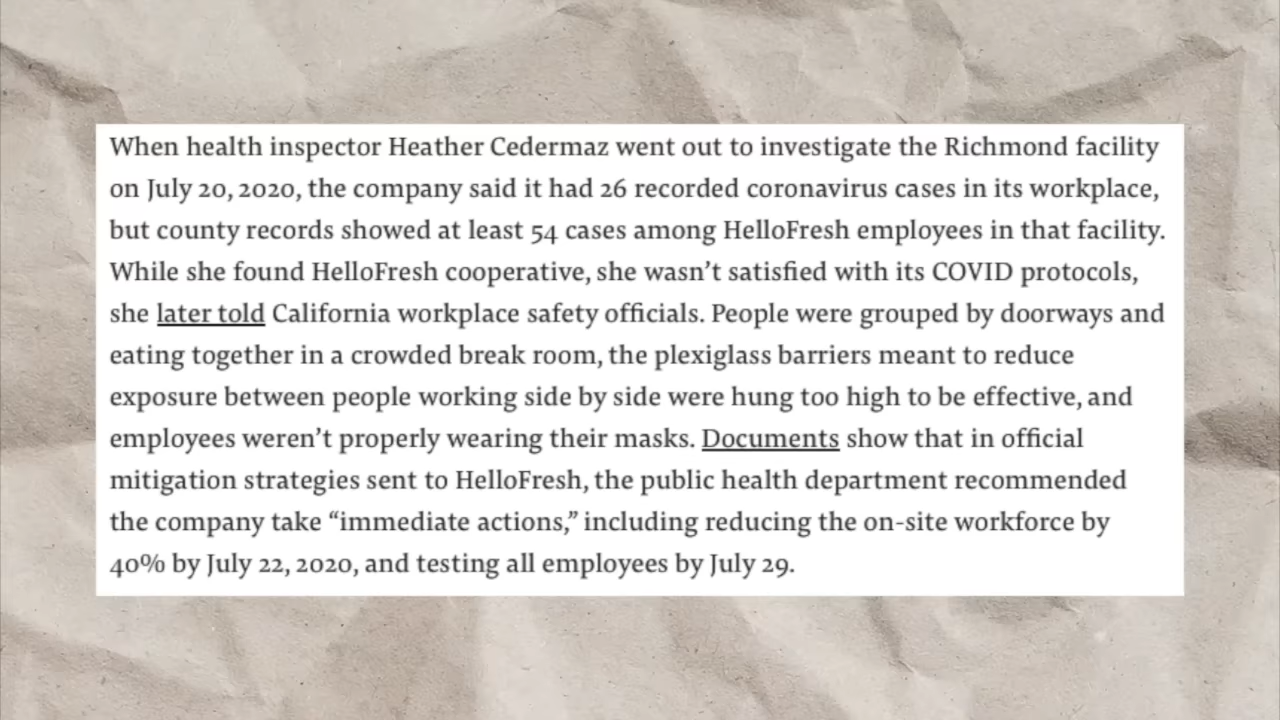 When health inspector Heather Cedermaz went out to investigate the Richmond facility
on July 20, 2020, the company said it had 26 recorded coronavirus cases in its workplace,
but county records showed at least 54 cases among HelloFresh employees in that facility.
While she found HelloFresh cooperative, she wasn’t satisfied with its COVID protocols,
she later told California workplace safety officials. People were grouped by doorways and
eating together in a crowded break room, the plexiglass barriers meant to reduce
exposure between people working side by side were hung too high to be effective, and
employees weren’t properly wearing their masks. Documents show that in official
mitigation strategies sent to HelloFresh, the public health department recommended
the company take “immediate actions,” including reducing the on-site workforce by
40% by July 22, 2020, and testing all employees by July 29.